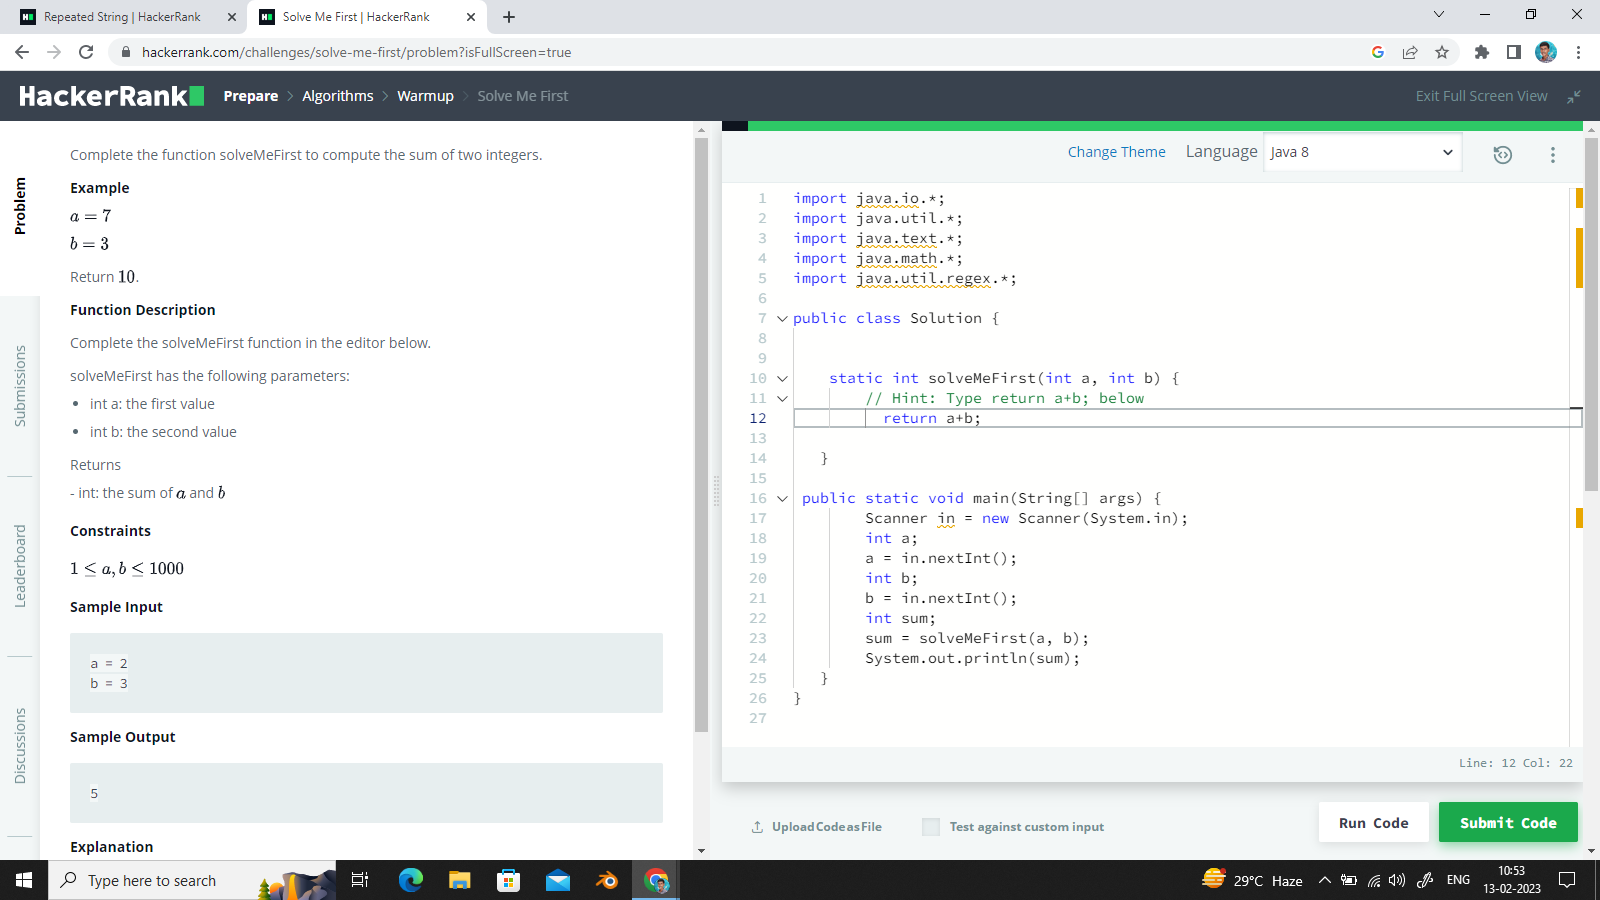 Repeated String | HackerRank
Solve Me First | HackerRank
hackerrank.com/challenges/solve-me-first/problem?isFullScreen=true
HackerRank
Prepare > Algorithms > Warmup > Solve Me First
Exit Full Screen View
Problem
Submissions
Leaderboard
Discussions
Complete the function solveMeFirst to compute the sum of two integers.
Example
a = 7
b = 3
Return 10.
Function Description
Complete the solveMeFirst function in the editor below.
solveMeFirst has the following parameters:
• int a: the first value
• int b: the second value
Returns
- int: the sum of a and b
Constraints
1 ≤ a, b ≤ 1000
Sample Input
a = 2
b = 3
Sample Output
5
Explanation
Change Theme
Language
Java 8
1 import java.io.*;
2 import java.util.*;
3 import java.text.*;
4 import java.math.*;
5 import java.util.regex.*;
6
7 public class Solution {
8
9
10 static int solveMeFirst(int a, int b) {
11 // Hint: Type return a+b; below
12 return a+b;
13
14 }
15
16 public static void main(String[] args) {
17 Scanner in = new Scanner(System.in);
18 int a;
19 a = in.nextInt();
20 int b;
21 b = in.nextInt();
22 int sum;
23 sum = solveMeFirst(a, b);
24 System.out.println(sum);
25 }
26 }
27
Line: 12 Col: 22
Upload Code as File
Test against custom input
Run Code
Submit Code
Type here to search
29°C Haze
ENG
10:53
13-02-2023